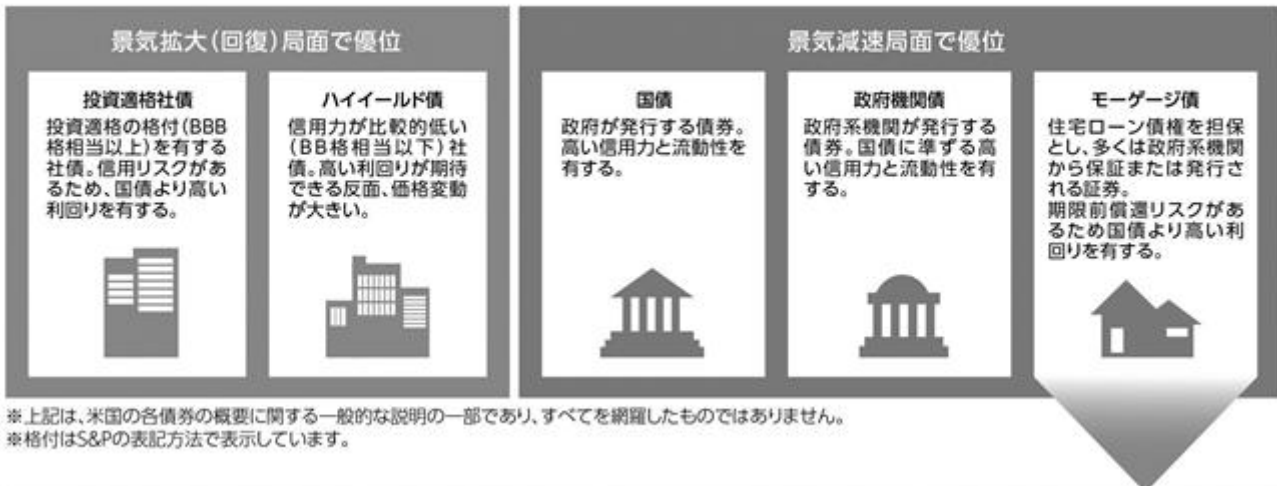 景気拡大(回復)局面で優位
投資適格社債
投資適格の格付(BBB
格相当以上)を有する
社債。信用リスクがあ
るため、国債より高い
利回りを有する。
ハイイールド債
信用力が比較的低い
(BB格相当以下)社
債。高い利回りが期待
できる反面、価格変動
が大きい。
景気減速局面で優位
国債
政府が発行する債券。
高い信用力と流動性を
有する。
政府機関債
政府系機関が発行する
債券。国債に準ずる高
い信用力と流動性を有
する。
モーゲージ債
住宅ローン債権を担保
とし、多くは政府系機関
から保証または発行さ
れる証券。
期限前償還リスクがあ
るため国債より高い利
回りを有する。
※上記は、米国の各債券の概要に関する一般的な説明の一部であり、すべてを網羅したものではありません。
※格付はS&Pの表記方法で表示しています。